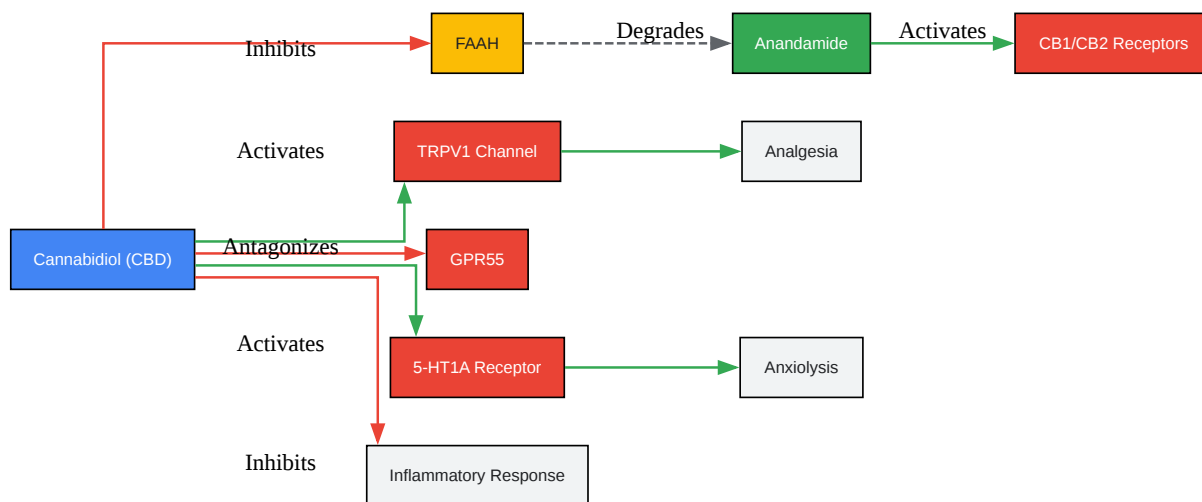 Inhibits
FAAH
Degrades
Anandamide
Activates
CB1/CB2 Receptors
Activates
TRPV1 Channel
Analgesia
Cannabidiol (CBD)
Antagonizes
GPR55
Activates
5-HT1A Receptor
Anxiolysis
Inhibits
Inflammatory Response